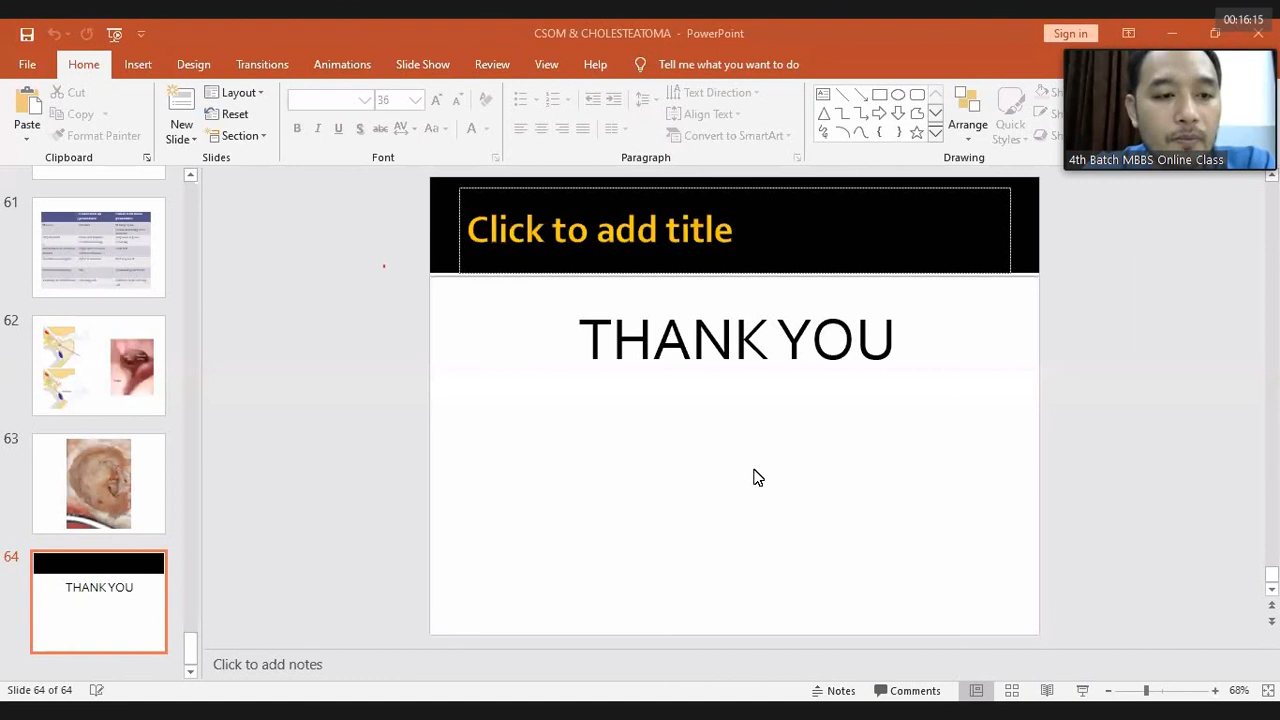 00:16:15
CSOM & CHOLESTEATOMA - PowerPoint
Sign in
File Home Insert Design Transitions Animations Slide Show Review View Help Tell me what you want to do
Paste
Cut
Copy
Format Painter
Clipboard
New Slide
Layout
Reset
Section
Slides
36
B I U S abc AV Aa A
Font
Text Direction
Align Text
Convert to SmartArt
Paragraph
Arrange
Quick Styles
Drawing
4th Batch MBBS Online Class
61
62
63
64
THANK YOU
Click to add title
THANK YOU
Click to add notes
Slide 64 of 64
Notes
Comments
68%